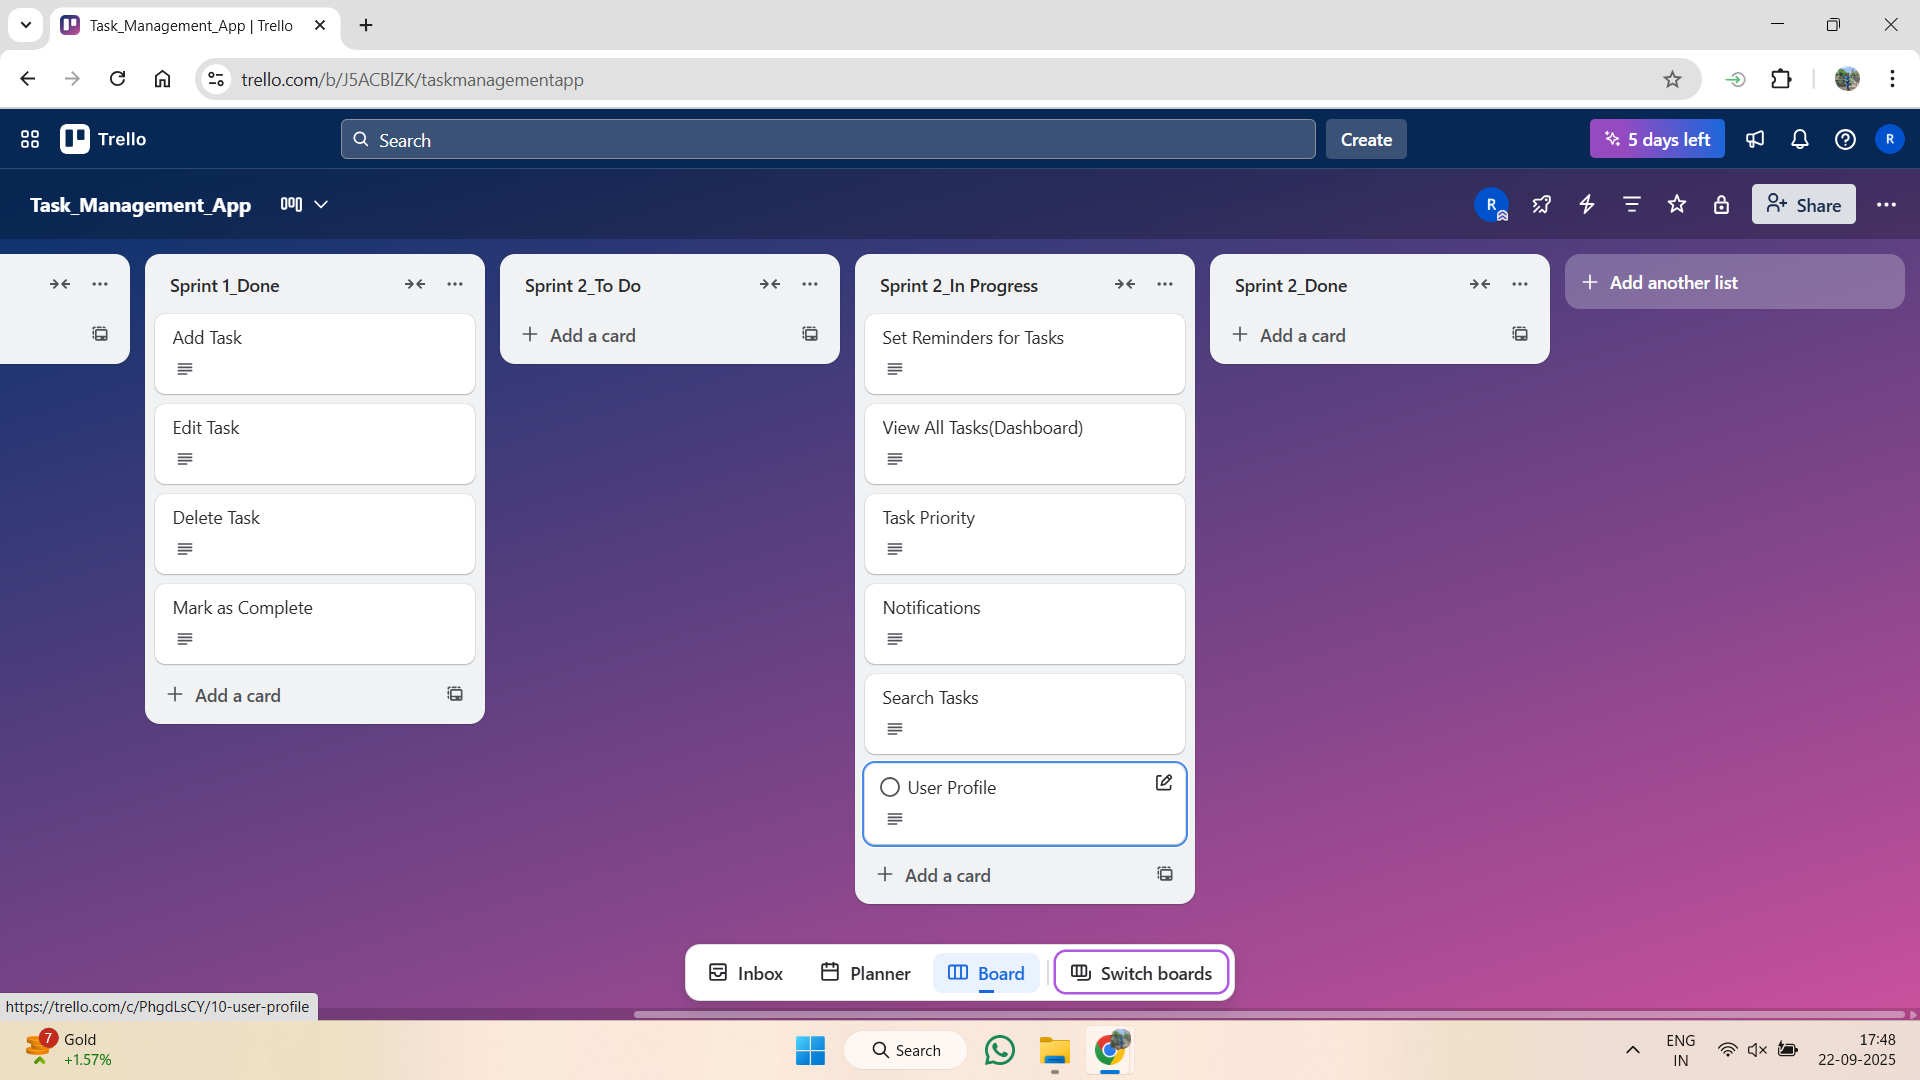 Task_Management_App | Trello
trello.com/b/J5ACBlZK/taskmanagementapp
Trello
Search
Create
5 days left
R
Task_Management_App
R
Share
Sprint 1_Done
Add Task
Edit Task
Delete Task
Mark as Complete
Add a card
Sprint 2_To Do
Add a card
Sprint 2_In Progress
Set Reminders for Tasks
View All Tasks(Dashboard)
Task Priority
Notifications
Search Tasks
User Profile
Add a card
Sprint 2_Done
Add a card
Add another list
Inbox
Planner
Board
Switch boards
https://trello.com/c/PhgdLsCY/10-user-profile
7
Gold
+1.57%
Search
ENG
IN
17:48
22-09-2025